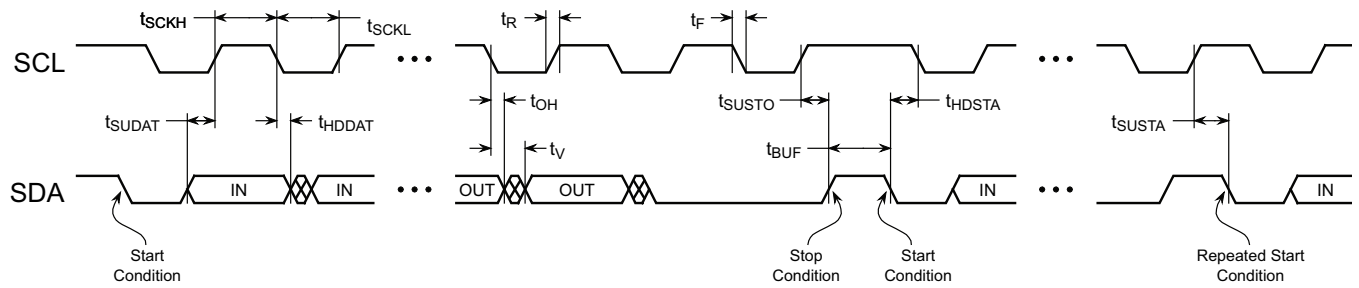 tSCKH
tSCKL
tR
tF
SCL
•••
•••
tOH
tSUSTO
tHDSTA
tSUDAT
tHDDAT
tSUSTA
tV
tBUF
SDA
IN
IN
•••
OUT
OUT
IN
•••
IN
Start
Condition
Stop
Condition
Start
Condition
Repeated Start
Condition